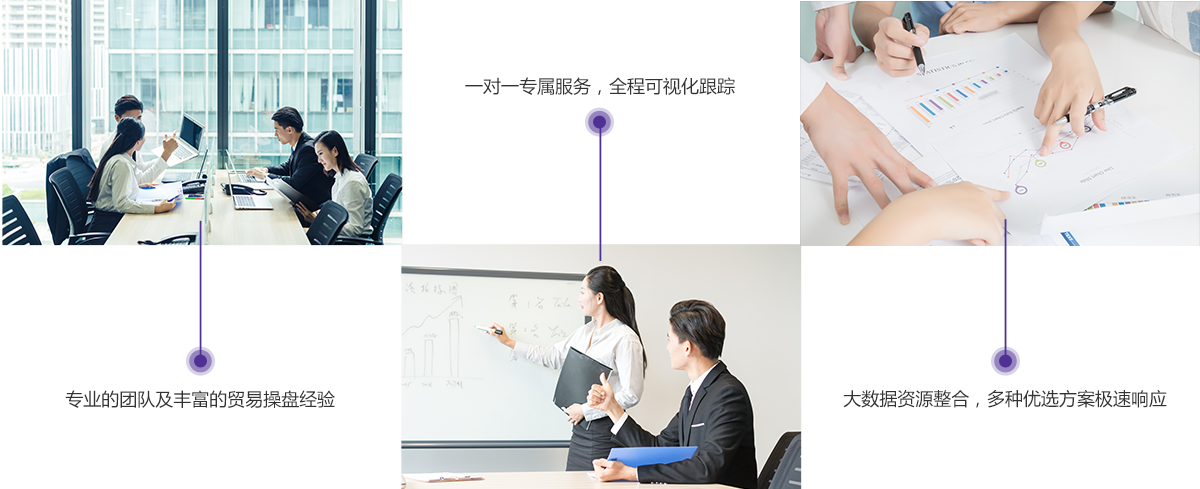 一对一专属服务，全程可视化跟踪
专业的团队及丰富的贸易操盘经验
大数据资源整合，多种优选方案极速响应